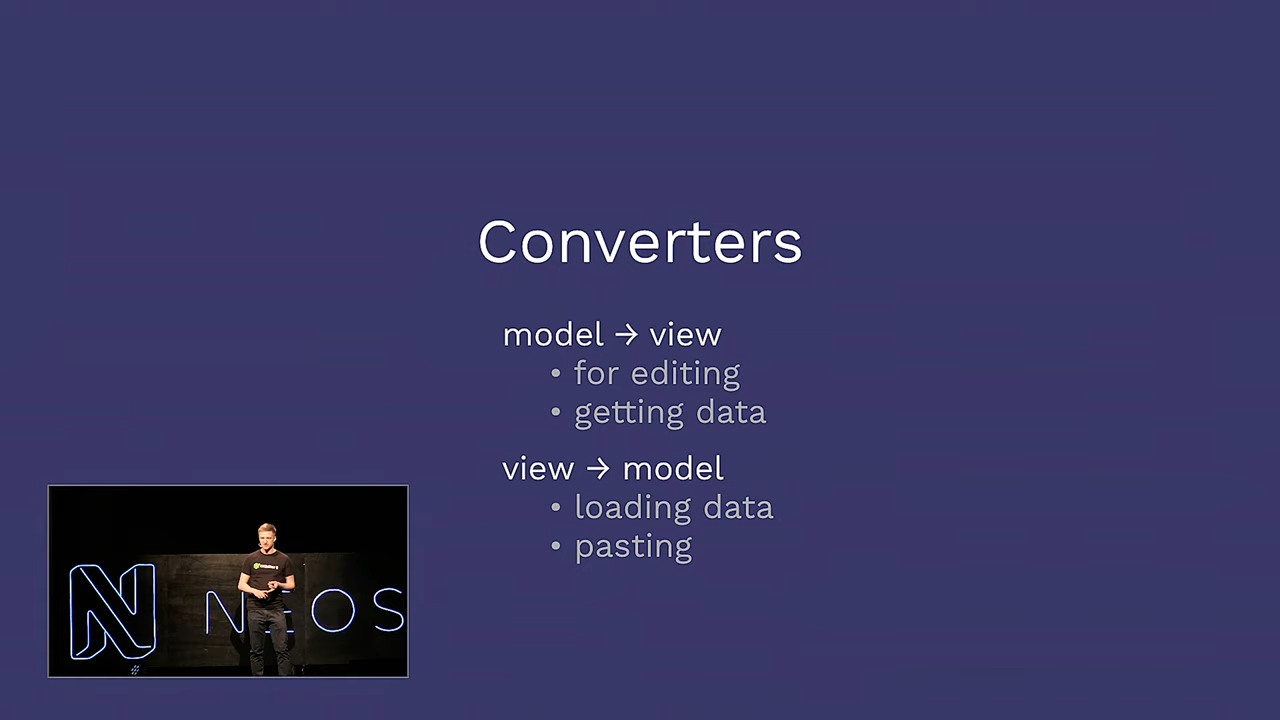 Converters
model → view
• for editing
• getting data
view → model
• loading data
• pasting
N NEOS